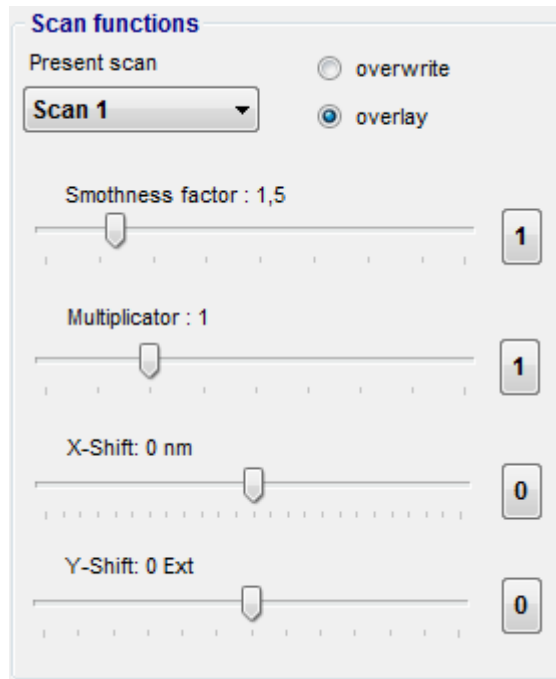 Scan functions
Present scan
overwrite
Scan 1
overlay
Smothness factor : 1,5
1
Multiplicator : 1
1
X-Shift: 0 nm
0
Y-Shift: 0 Ext
0